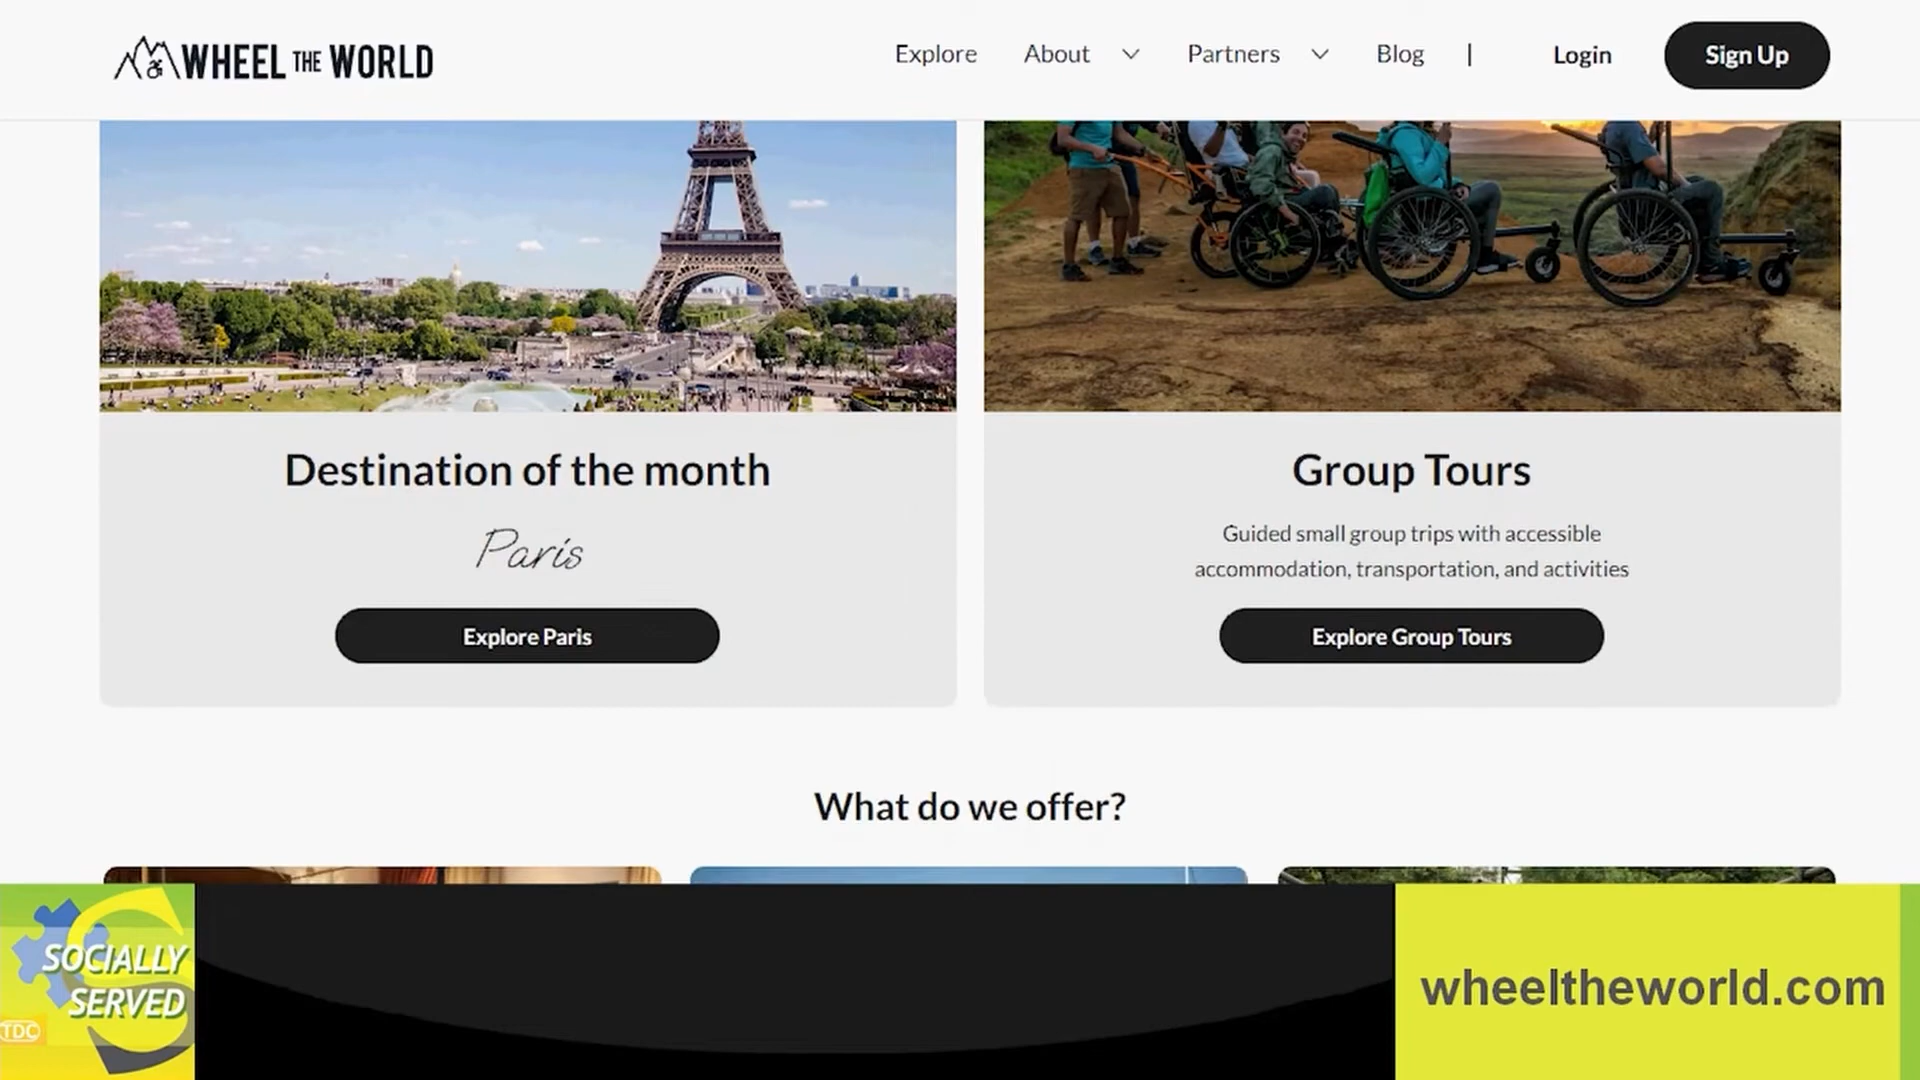 WHEEL THE WORLD
Explore
About
Partners
Blog
|
Login
Sign Up
Destination of the month
Paris
Explore Paris
Group Tours
Guided small group trips with accessible
accommodation, transportation, and activities
Explore Group Tours
What do we offer?
SOCIALLY
SERVED
TDC
wheeltheworld.com